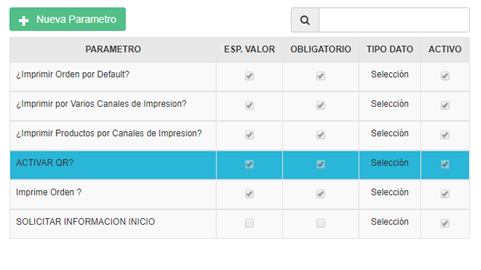 Nueva Parametro
PARAMETRO ESP. VALOR OBLIGATORIO TIPO DATO ACTIVO
¿Imprimir Orden por Default? Selección
¿Imprimir por Varios Canales de Impresion? Selección
¿Imprimir Productos por Canales de Impresion? Selección
ACTIVAR QR? Selección
Imprime Orden ? Selección
SOLICITAR INFORMACION INICIO Selección